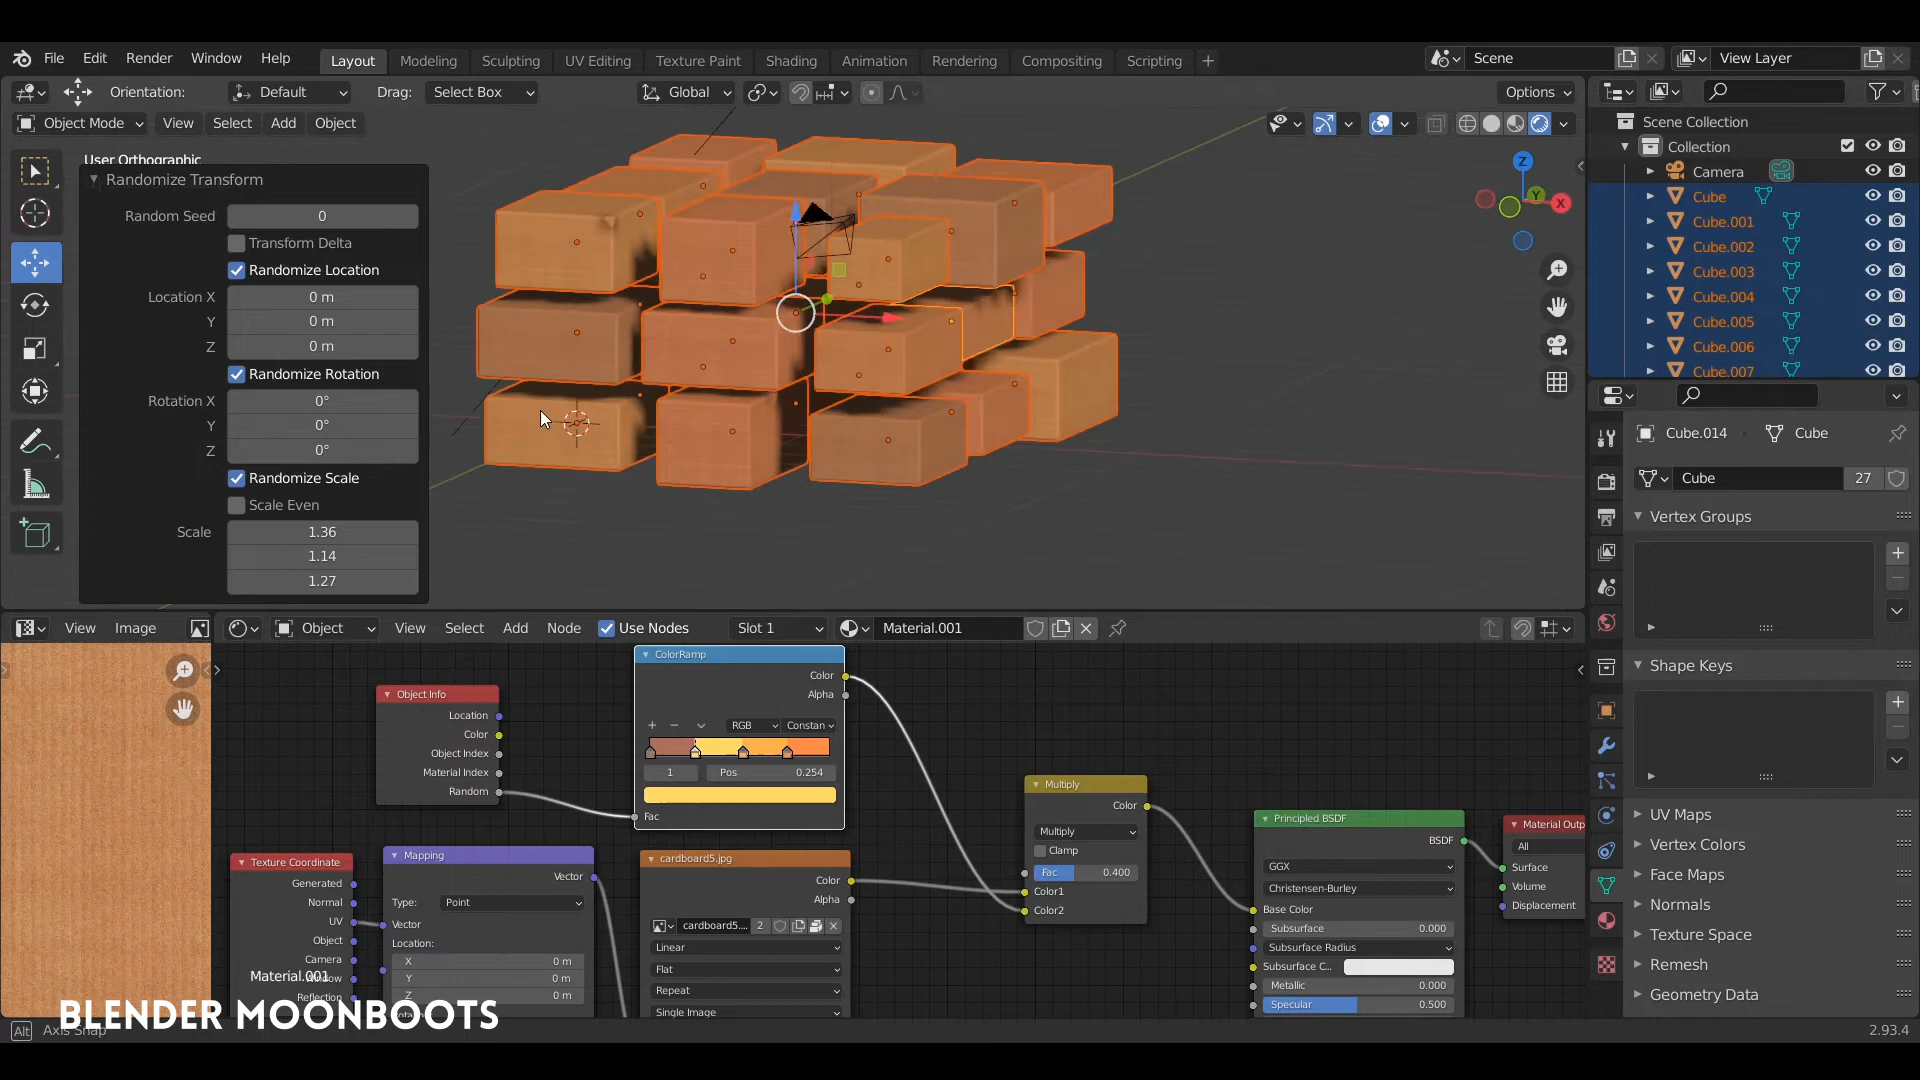 File Edit Render Window Help Layout Modeling Sculpting UV Editing Texture Paint Shading Animation Rendering Compositing Scripting + Scene View Layer
Orientation: Default Drag: Select Box Global Options
Object Mode View Select Add Object
User Orthographic
Randomize Transform
Random Seed 0
Transform Delta
Randomize Location
Location X 0 m
Y 0 m
Z 0 m
Randomize Rotation
Rotation X 0°
Y 0°
Z 0°
Randomize Scale
Scale Even
Scale 1.36
1.14
1.27
Z
Y
X
Scene Collection
Collection
Camera
Cube
Cube.001
Cube.002
Cube.003
Cube.004
Cube.005
Cube.006
Cube.007
Cube.014 Cube
Cube 27
Vertex Groups
Shape Keys
UV Maps
Vertex Colors
Face Maps
Normals
Texture Space
Remesh
Geometry Data
View Image
Object View Select Add Node Use Nodes Slot 1 Material.001
Object Info
Location
Color
Object Index
Material Index
Random
ColorRamp
Color
Alpha
RGB Constan
1 Pos 0.254
Fac
Texture Coordinate
Generated
Normal
UV
Object
Camera
Reflection
Material.001
Mapping
Vector
Type: Point
Vector
Location:
X 0 m
Y 0 m
Z 0 m
cardboard5.jpg
Color
Alpha
cardboard5.... 2
Linear
Flat
Repeat
Single Image
Multiply
Color
Multiply
Clamp
Fac 0.400
Color1
Color2
Principled BSDF
BSDF
GGX
Christensen-Burley
Base Color
Subsurface 0.000
Subsurface Radius
Subsurface C...
Metallic 0.000
Specular 0.500
Material Outp
All
Surface
Volume
Displacement
BLENDER MOONBOOTS
Alt Axis Snap
2.93.4